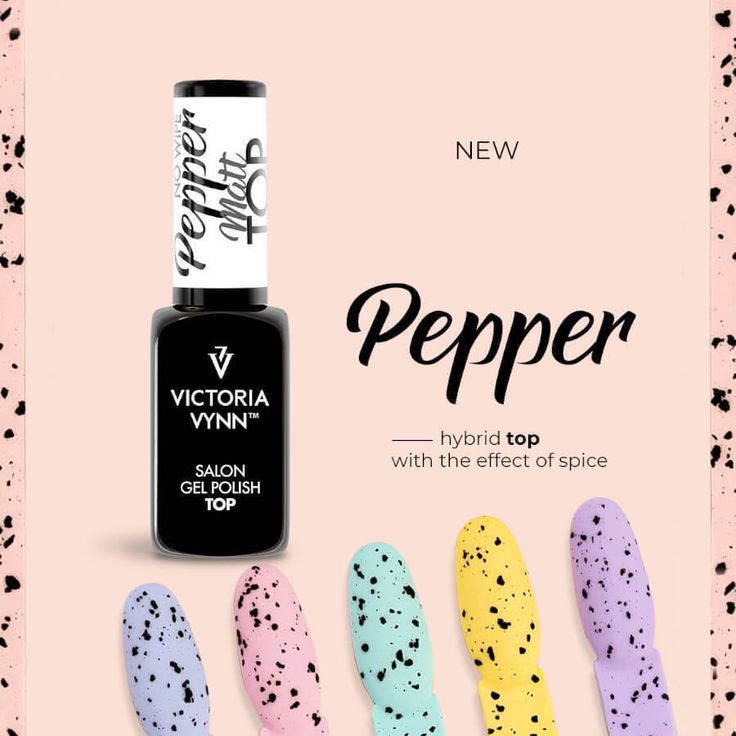 NO WIPE
Pepper
Matt
TOP
NEW
Pepper
hybrid top
with the effect of spice
VICTORIA
VYNN™
SALON
GEL POLISH
TOP